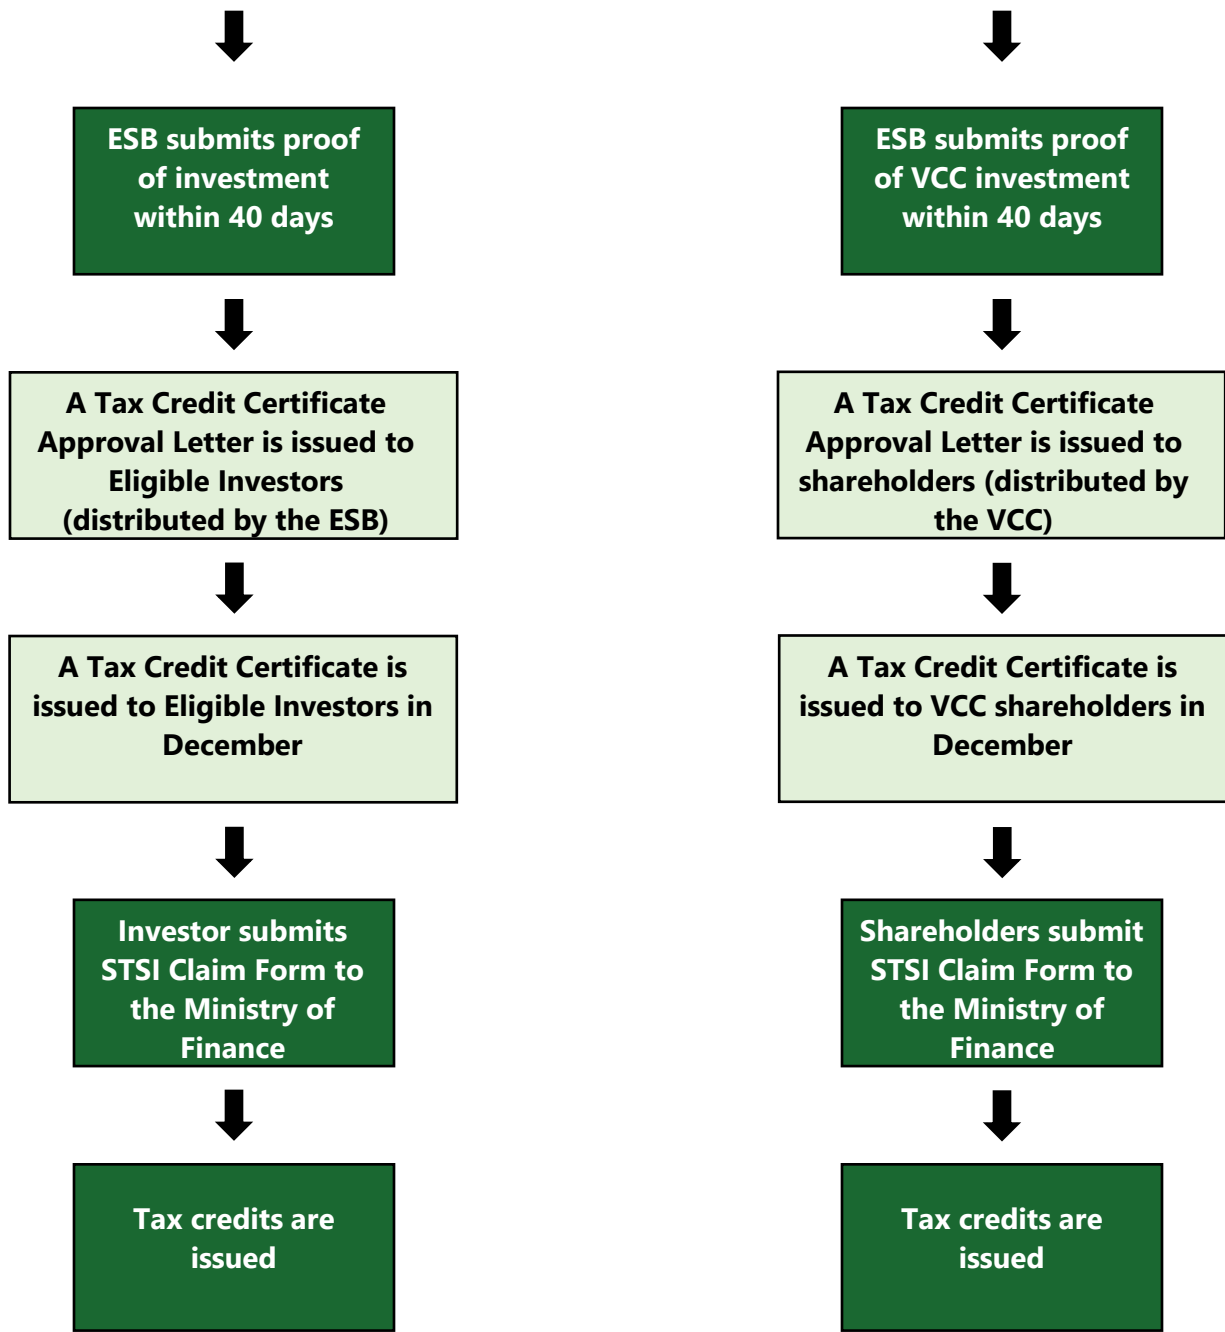 ESB submits proof
of investment
within 40 days
ESB submits proof
of VCC investment
within 40 days
A Tax Credit Certificate
Approval Letter is issued to
Eligible Investors
(distributed by the ESB)
A Tax Credit Certificate
Approval Letter is issued to
shareholders (distributed by
the VCC)
A Tax Credit Certificate is
issued to Eligible Investors in
December
A Tax Credit Certificate is
issued to VCC shareholders in
December
Investor submits
STSI Claim Form to
the Ministry of
Finance
Shareholders submit
STSI Claim Form to
the Ministry of
Finance
Tax credits are
issued
Tax credits are
issued